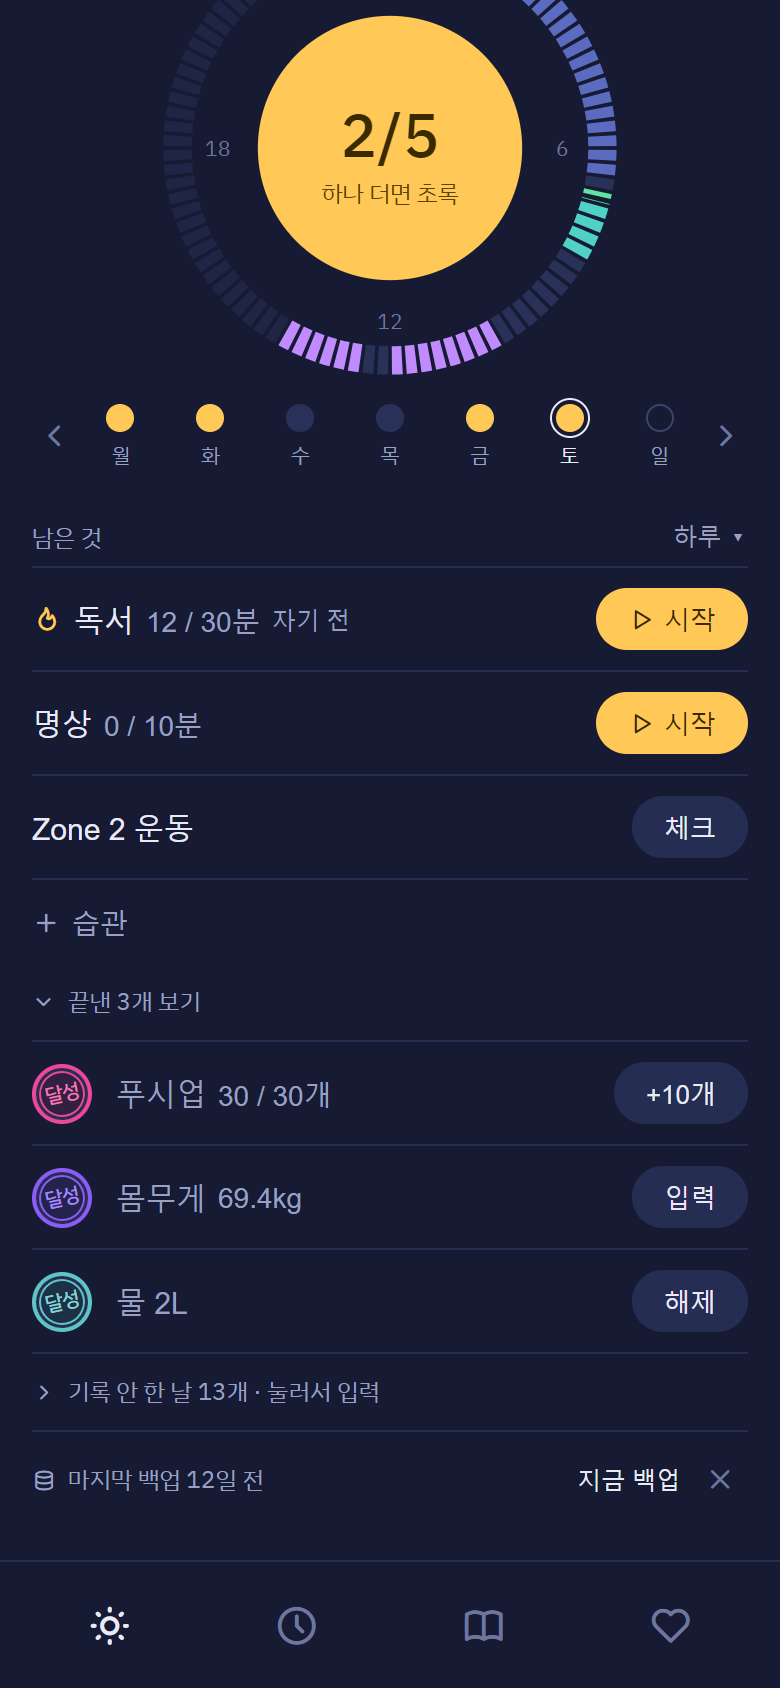 2/5
하나 더면 초록
18
6
12
월 화 수 목 금 토 일
남은 것 하루
독서 12 / 30분 자기 전 시작
명상 0 / 10분 시작
Zone 2 운동 체크
+ 습관
끝낸 3개 보기
달성 푸시업 30 / 30개 +10개
달성 몸무게 69.4kg 입력
달성 물 2L 해제
기록 안 한 날 13개 · 눌러서 입력
마지막 백업 12일 전 지금 백업